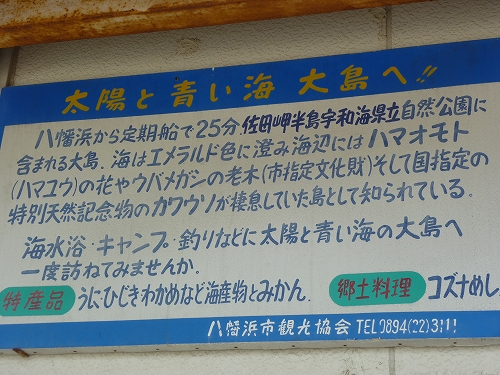 太陽と青い海 大島へ!!
八幡浜から定期船で25分 佐田岬半島宇和海県立自然公園に
含まれる大島、海はエメラルド色に澄み海辺にはハマオモト
(ハマユウ)の花やウバメガシの老木(市指定文化財)そして国指定の
特別天然記念物のカワウソが棲息していた島として知られている。
海水浴・キャンプ・釣りなどに太陽と青い海の大島へ
一度訪ねてみませんか。
特産品 うに・ひじきわかめなど海産物とみかん. 郷土料理 コズナめし
八幡浜市観光協会 TEL0894(22)3111